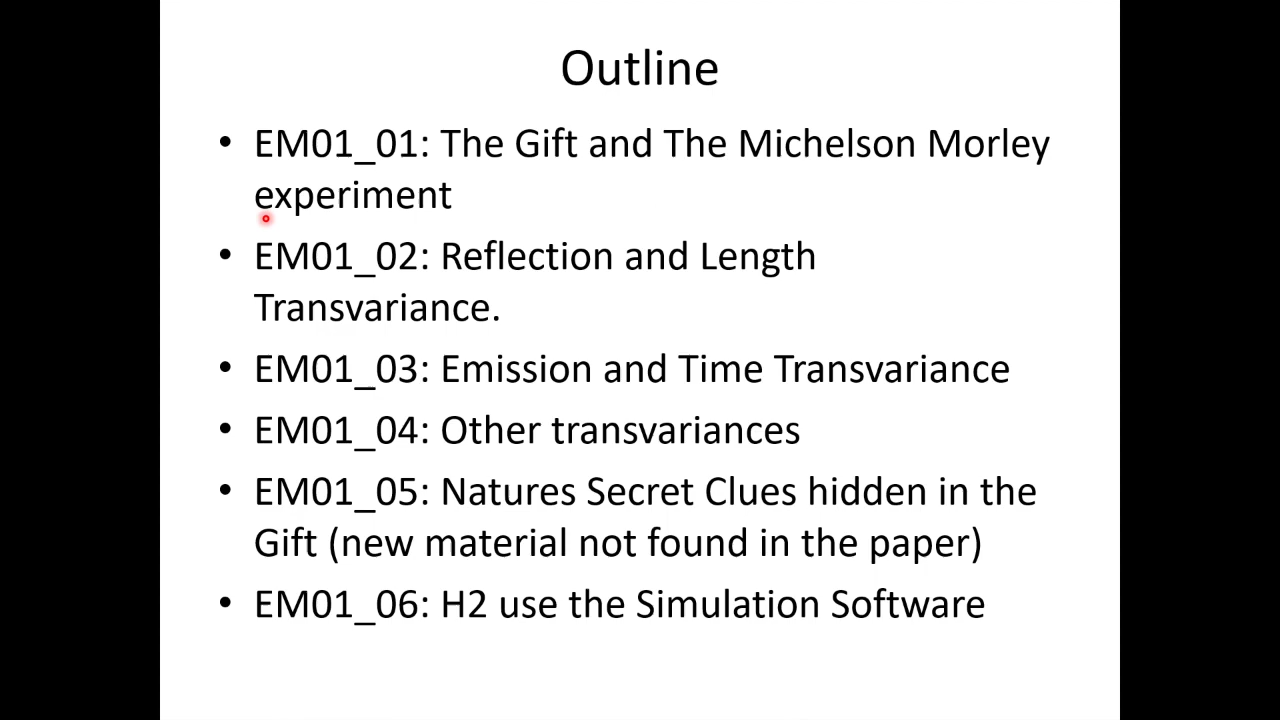 Outline
• EM01_01: The Gift and The Michelson Morley
experiment
• EM01_02: Reflection and Length
Transvariance.
• EM01_03: Emission and Time Transvariance
• EM01_04: Other transvariances
• EM01_05: Natures Secret Clues hidden in the
Gift (new material not found in the paper)
• EM01_06: H2 use the Simulation Software